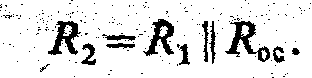 R₂ = R₁ || Rос.